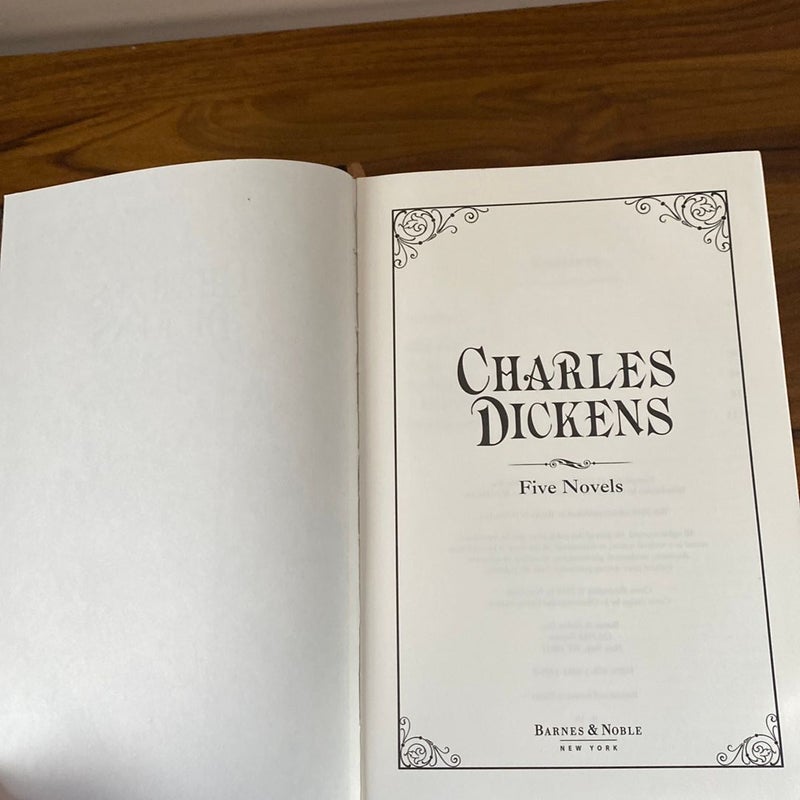 CHARLES
DICKENS
Five Novels
BARNES & NOBLE
NEW YORK